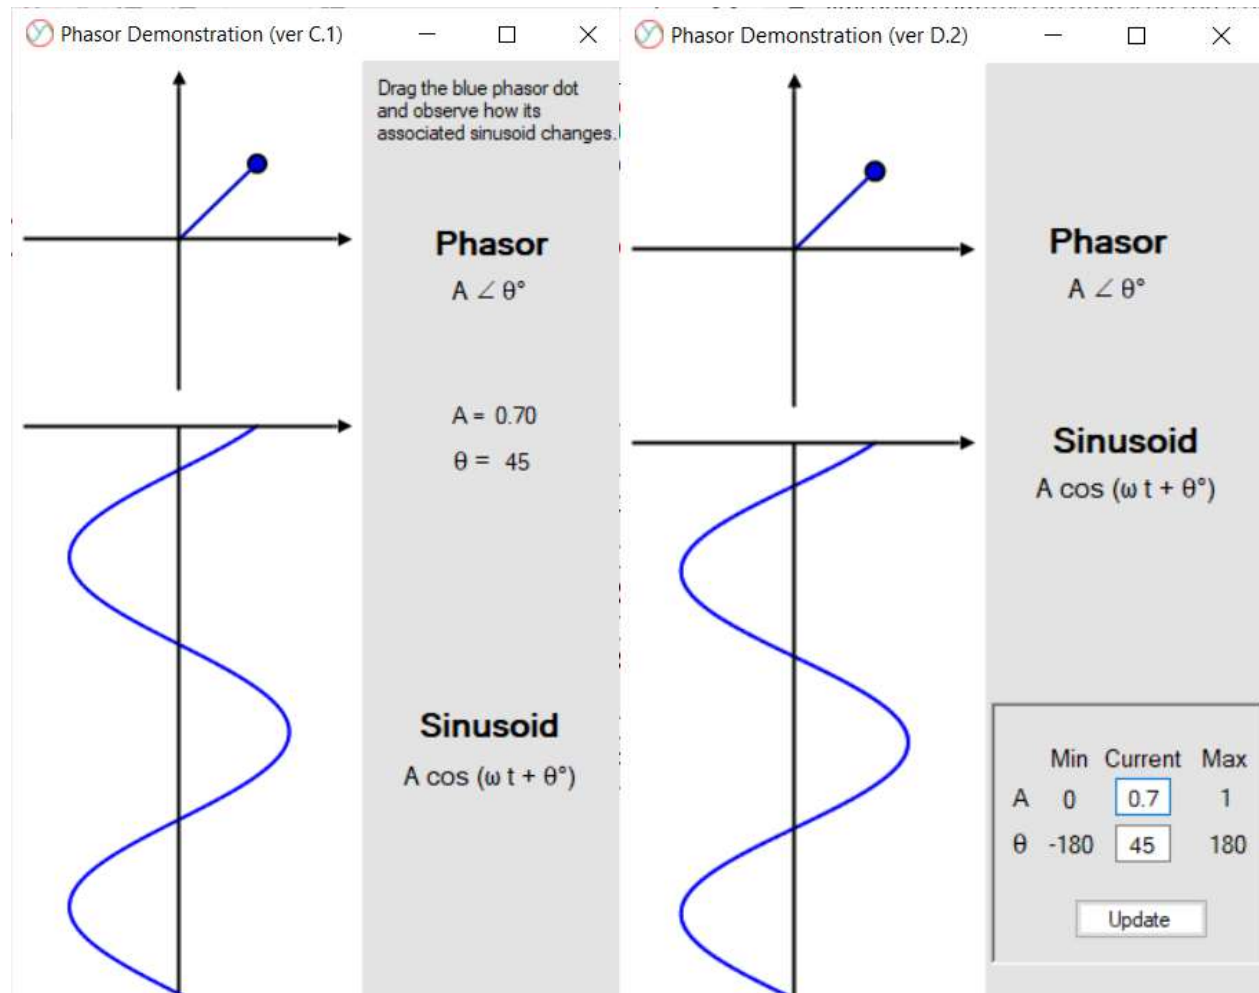 Phasor Demonstration (ver C.1)
Drag the blue phasor dot
and observe how its
associated sinusoid changes.
Phasor
A ∠ θ°
A = 0.70
θ = 45
Sinusoid
A cos (ω t + θ°)
Phasor Demonstration (ver D.2)
Phasor
A ∠ θ°
Sinusoid
A cos (ω t + θ°)
Min Current Max
A 0 0.7 1
θ -180 45 180
Update